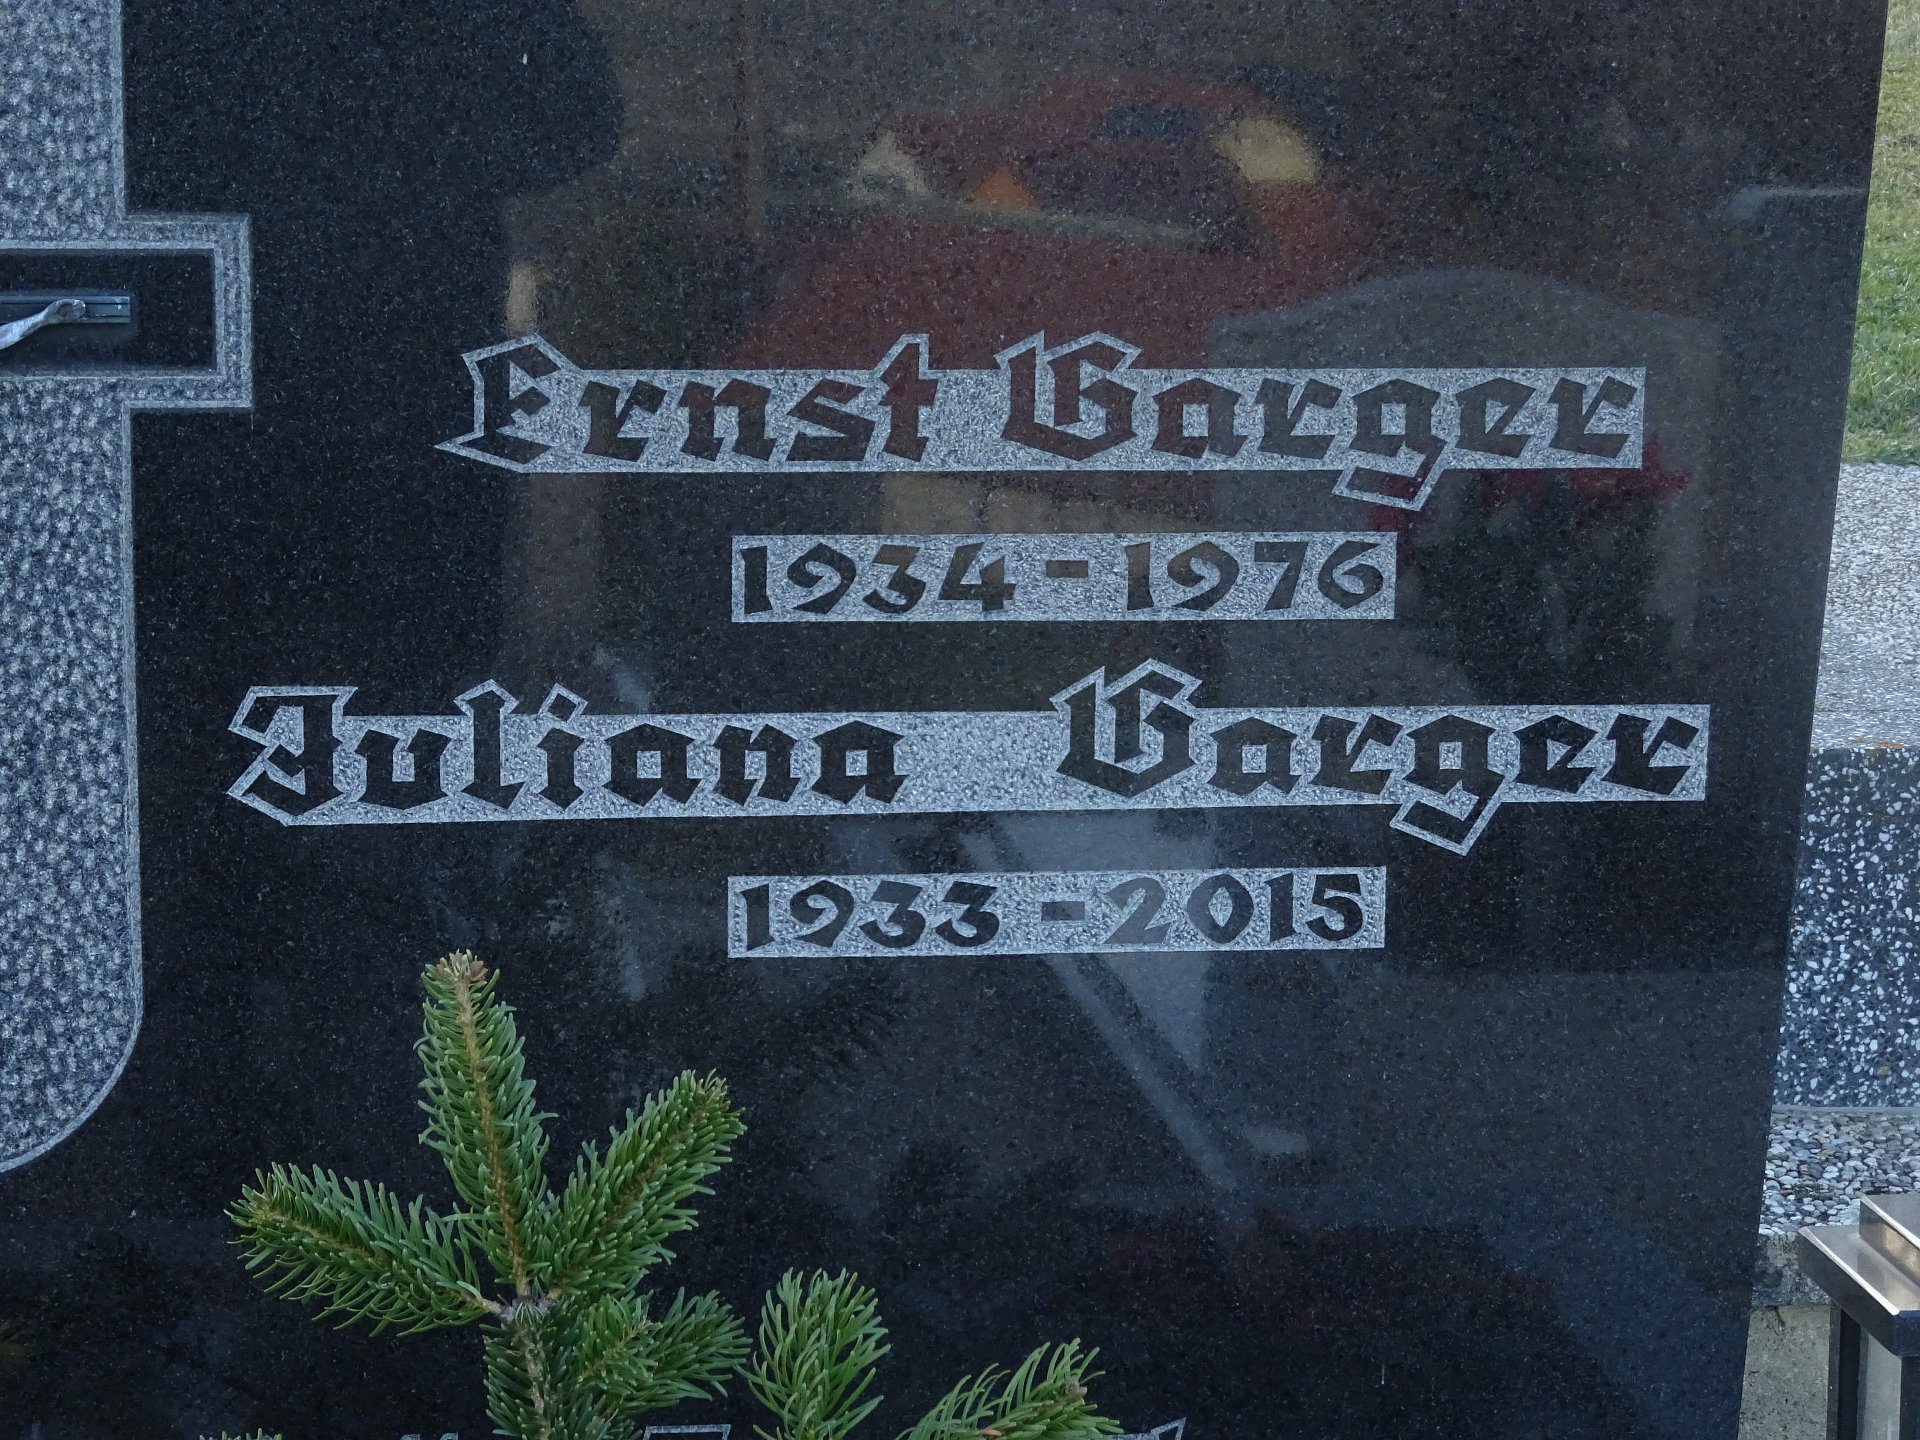 Ernst Garger
1934 - 1976
Juliana Garger
1933 - 2015